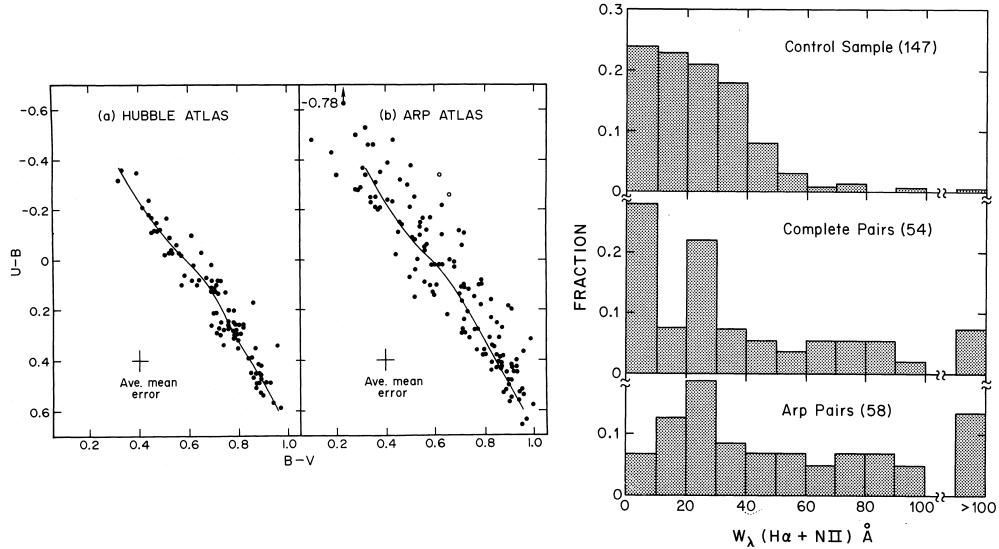 (a) HUBBLE ATLAS
(b) ARP ATLAS
-0.78
-0.6
-0.4
-0.2
0
0.2
0.4
0.6
U-B
Ave. mean
error
Ave. mean
error
0.2 0.4 0.6 0.8 1.0 0.2 0.4 0.6 0.8 1.0
B-V
0.3
0.2
0.1
0
Control Sample (147)
0.2
0.1
0
Complete Pairs (54)
0.1
0
Arp Pairs (58)
FRACTION
0 20 40 60 80 100 >100
Wλ (Hα + NII) Å